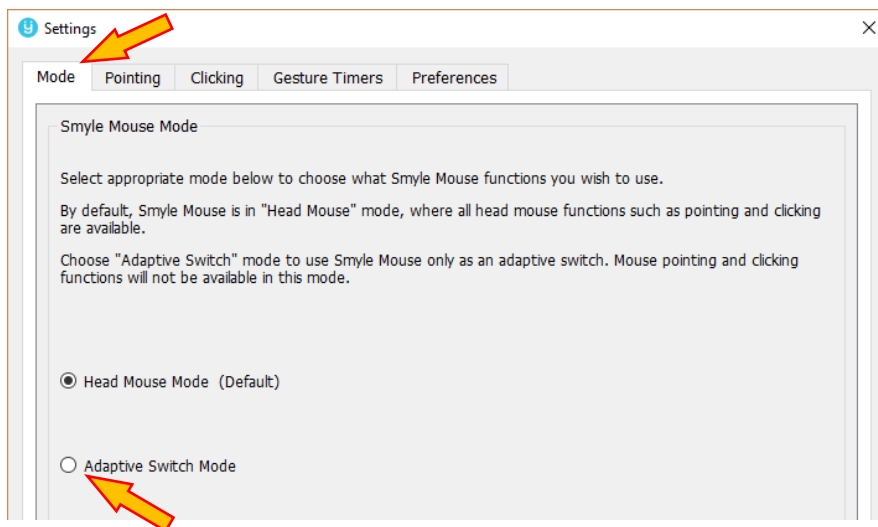 Settings
Mode Pointing Clicking Gesture Timers Preferences
Smyle Mouse Mode
Select appropriate mode below to choose what Smyle Mouse functions you wish to use.
By default, Smyle Mouse is in "Head Mouse" mode, where all head mouse functions such as pointing and clicking
are available.
Choose "Adaptive Switch" mode to use Smyle Mouse only as an adaptive switch. Mouse pointing and clicking
functions will not be available in this mode.
Head Mouse Mode (Default)
Adaptive Switch Mode